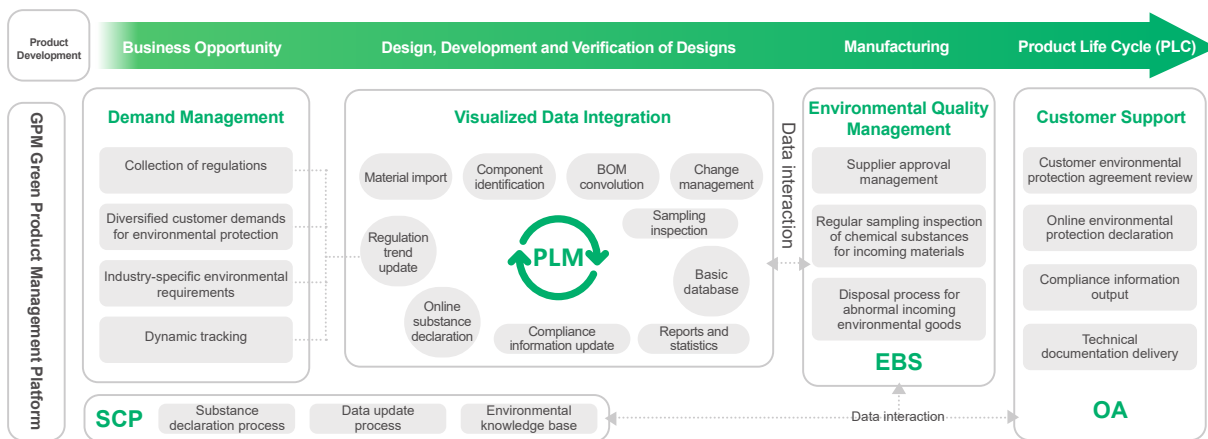 Product
Development
Business Opportunity
Design, Development and Verification of Designs
Manufacturing
Product Life Cycle (PLC)
GPM Green Product Management Platform
Demand Management
Collection of regulations
Diversified customer demands
for environmental protection
Industry-specific environmental
requirements
Dynamic tracking
Visualized Data Integration
Material import
Component
identification
BOM
convolution
Change
management
Sampling
inspection
Regulation
trend
update
PLM
Basic
database
Online
substance
declaration
Compliance
information update
Reports and
statistics
Data interaction
Environmental Quality
Management
Supplier approval
management
Regular sampling inspection
of chemical substances
for incoming materials
Disposal process for
abnormal incoming
environmental goods
EBS
Customer Support
Customer environmental
protection agreement review
Online environmental
protection declaration
Compliance information
output
Technical
documentation delivery
OA
SCP
Substance
declaration process
Data update
process
Environmental
knowledge base
Data interaction